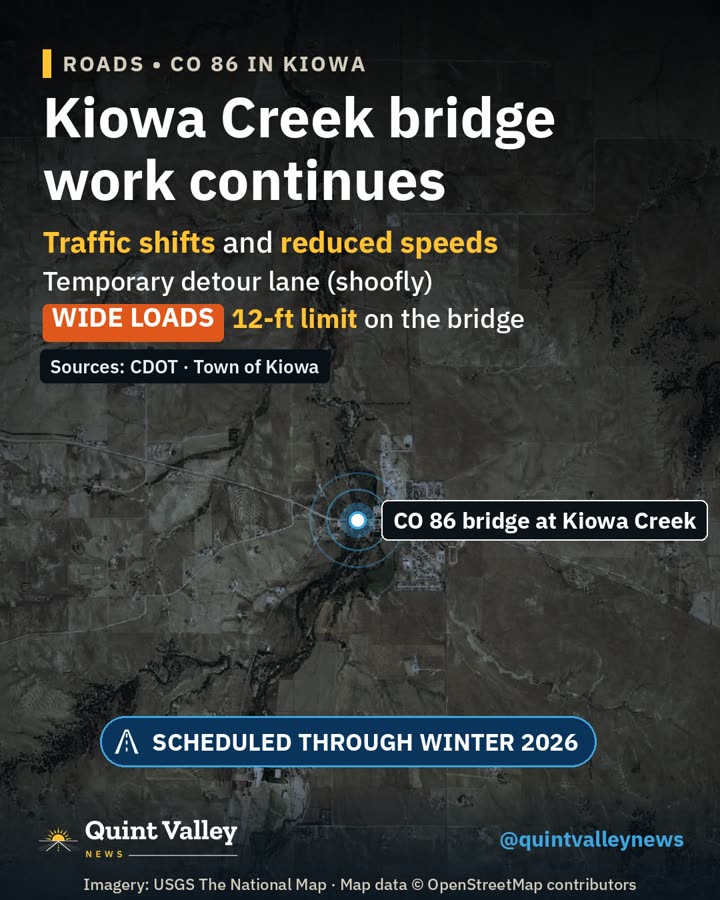 ROADS • CO 86 IN KIOWA
Kiowa Creek bridge
work continues
Traffic shifts and reduced speeds
Temporary detour lane (shoofly)
WIDE LOADS 12-ft limit on the bridge
Sources: CDOT · Town of Kiowa
CO 86 bridge at Kiowa Creek
SCHEDULED THROUGH WINTER 2026
Quint Valley
NEWS
@quintvalleynews
Imagery: USGS The National Map · Map data © OpenStreetMap contributors